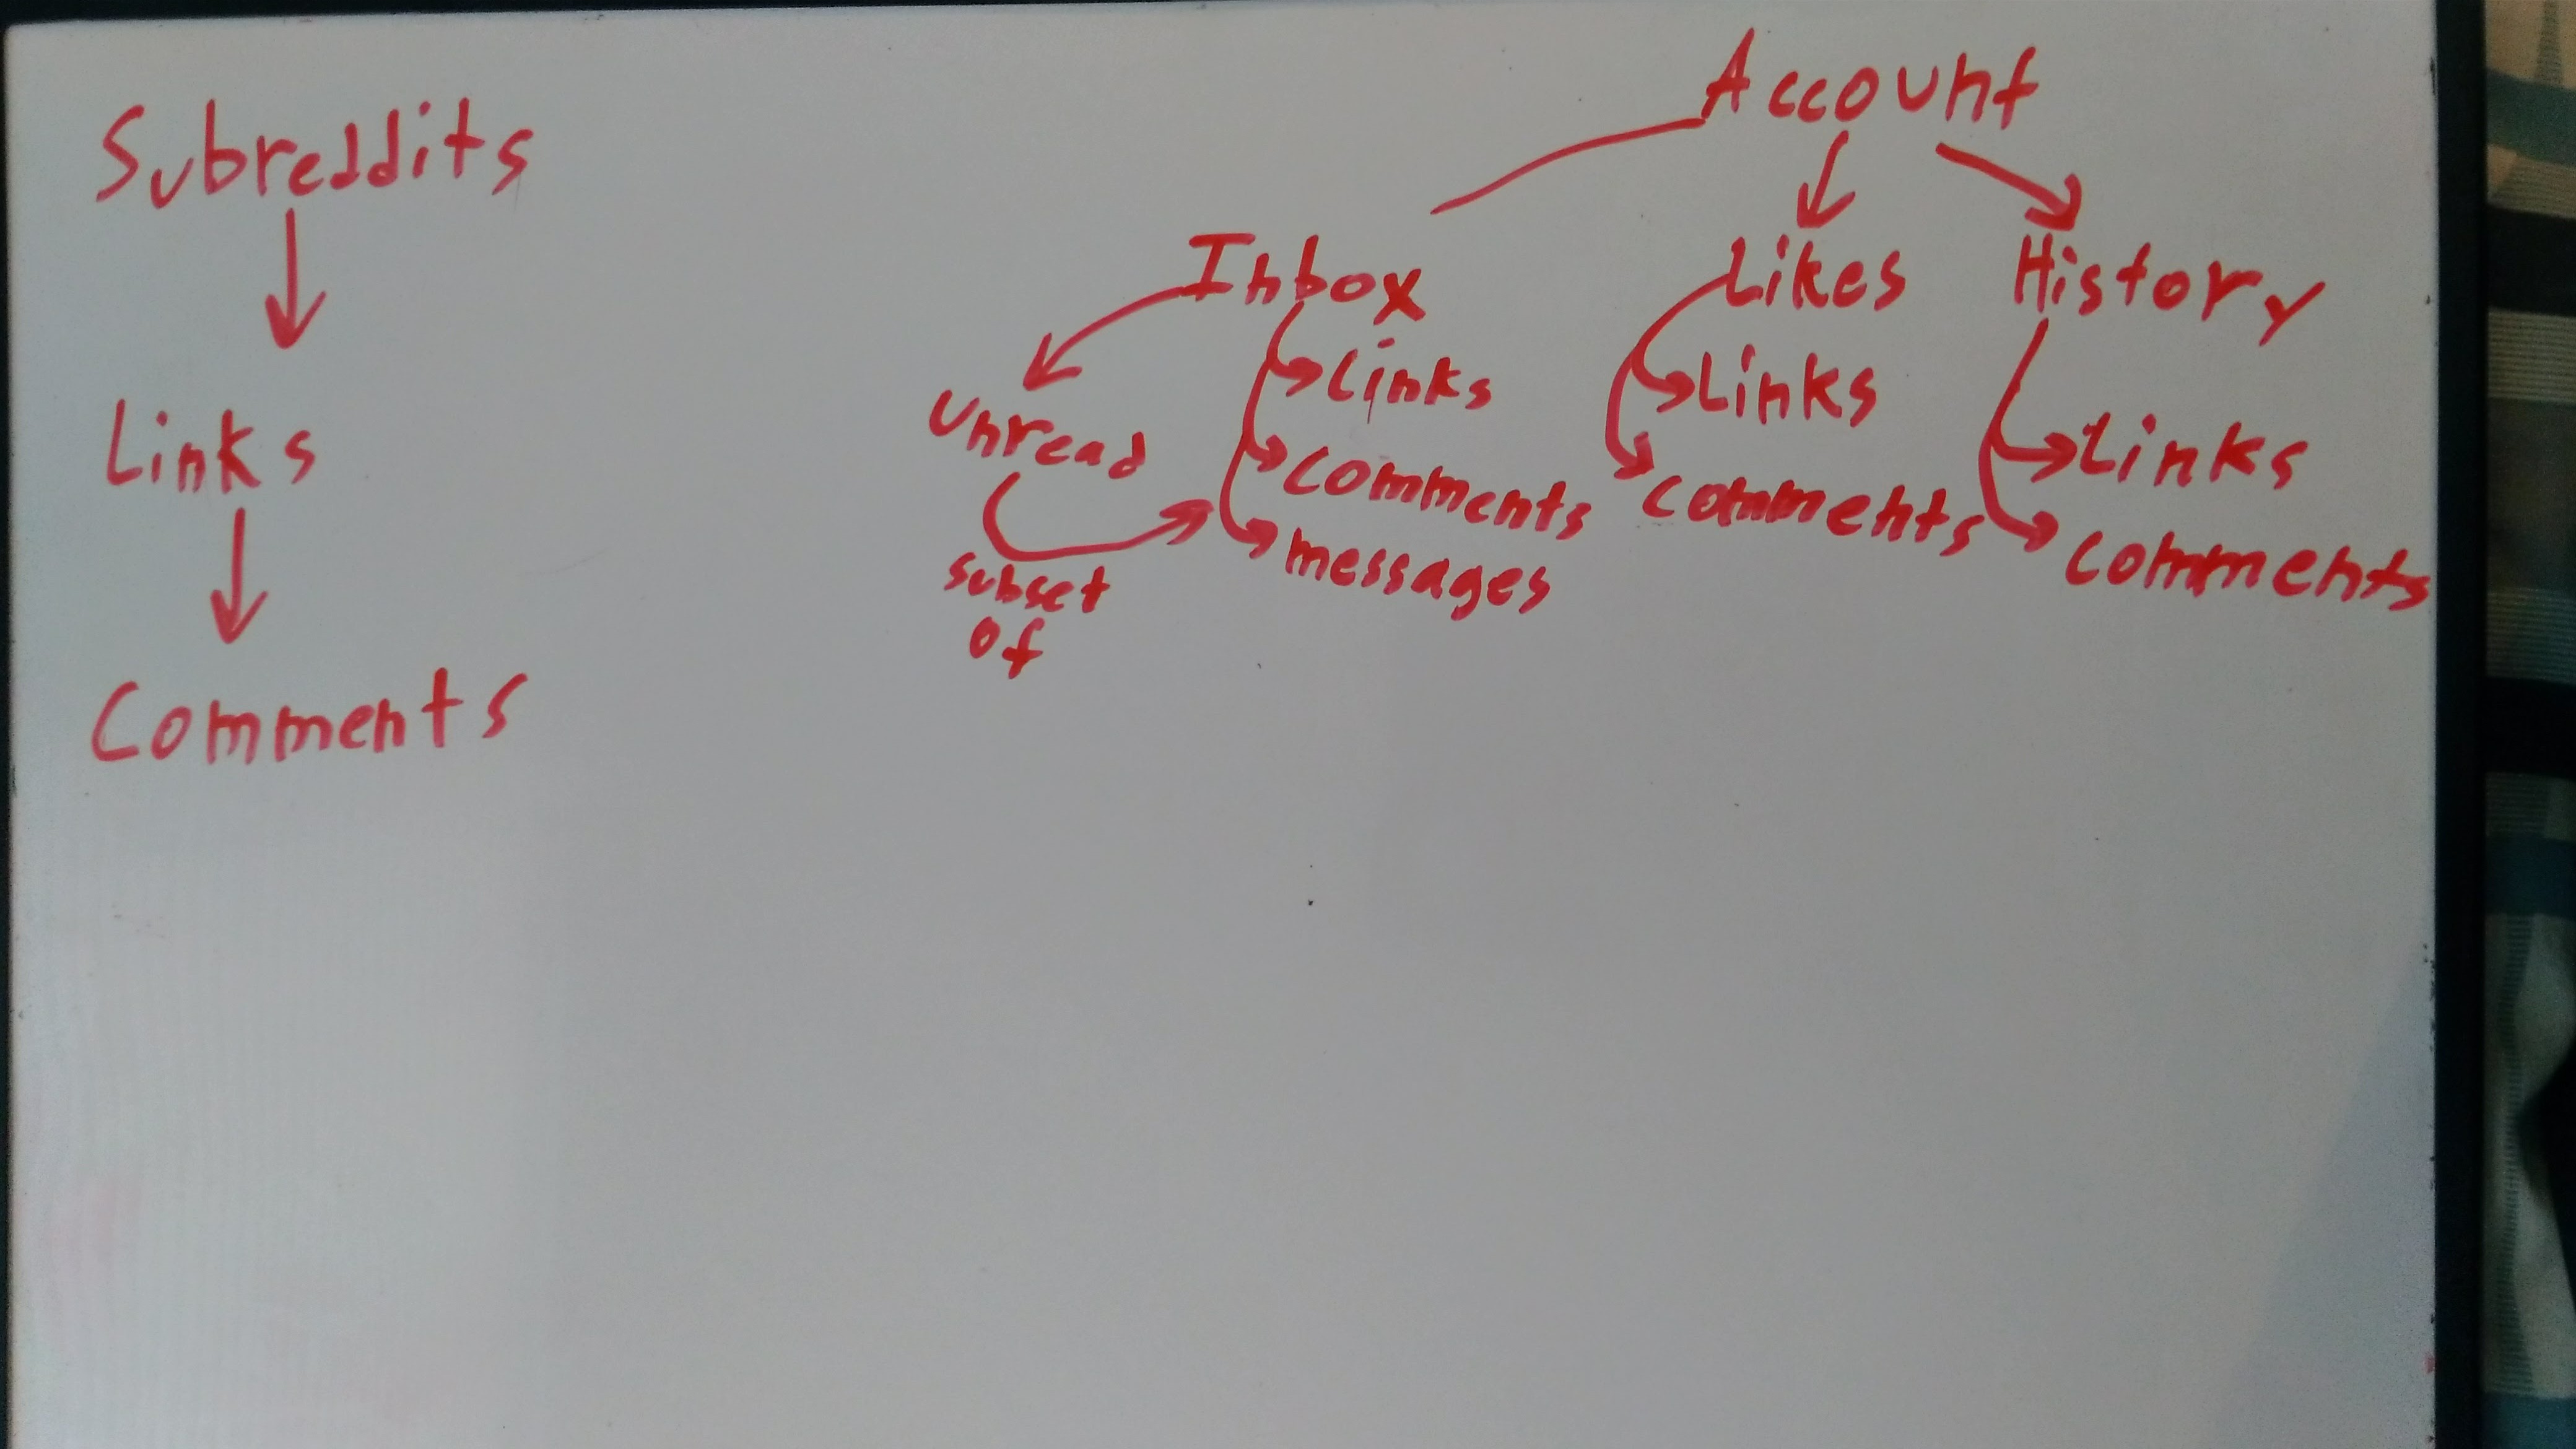 Subreddits
Links
Comments
Account
Inbox
Likes
History
Unread
subset
of
Links
Comments
messages
Links
Comments
Links
Comments